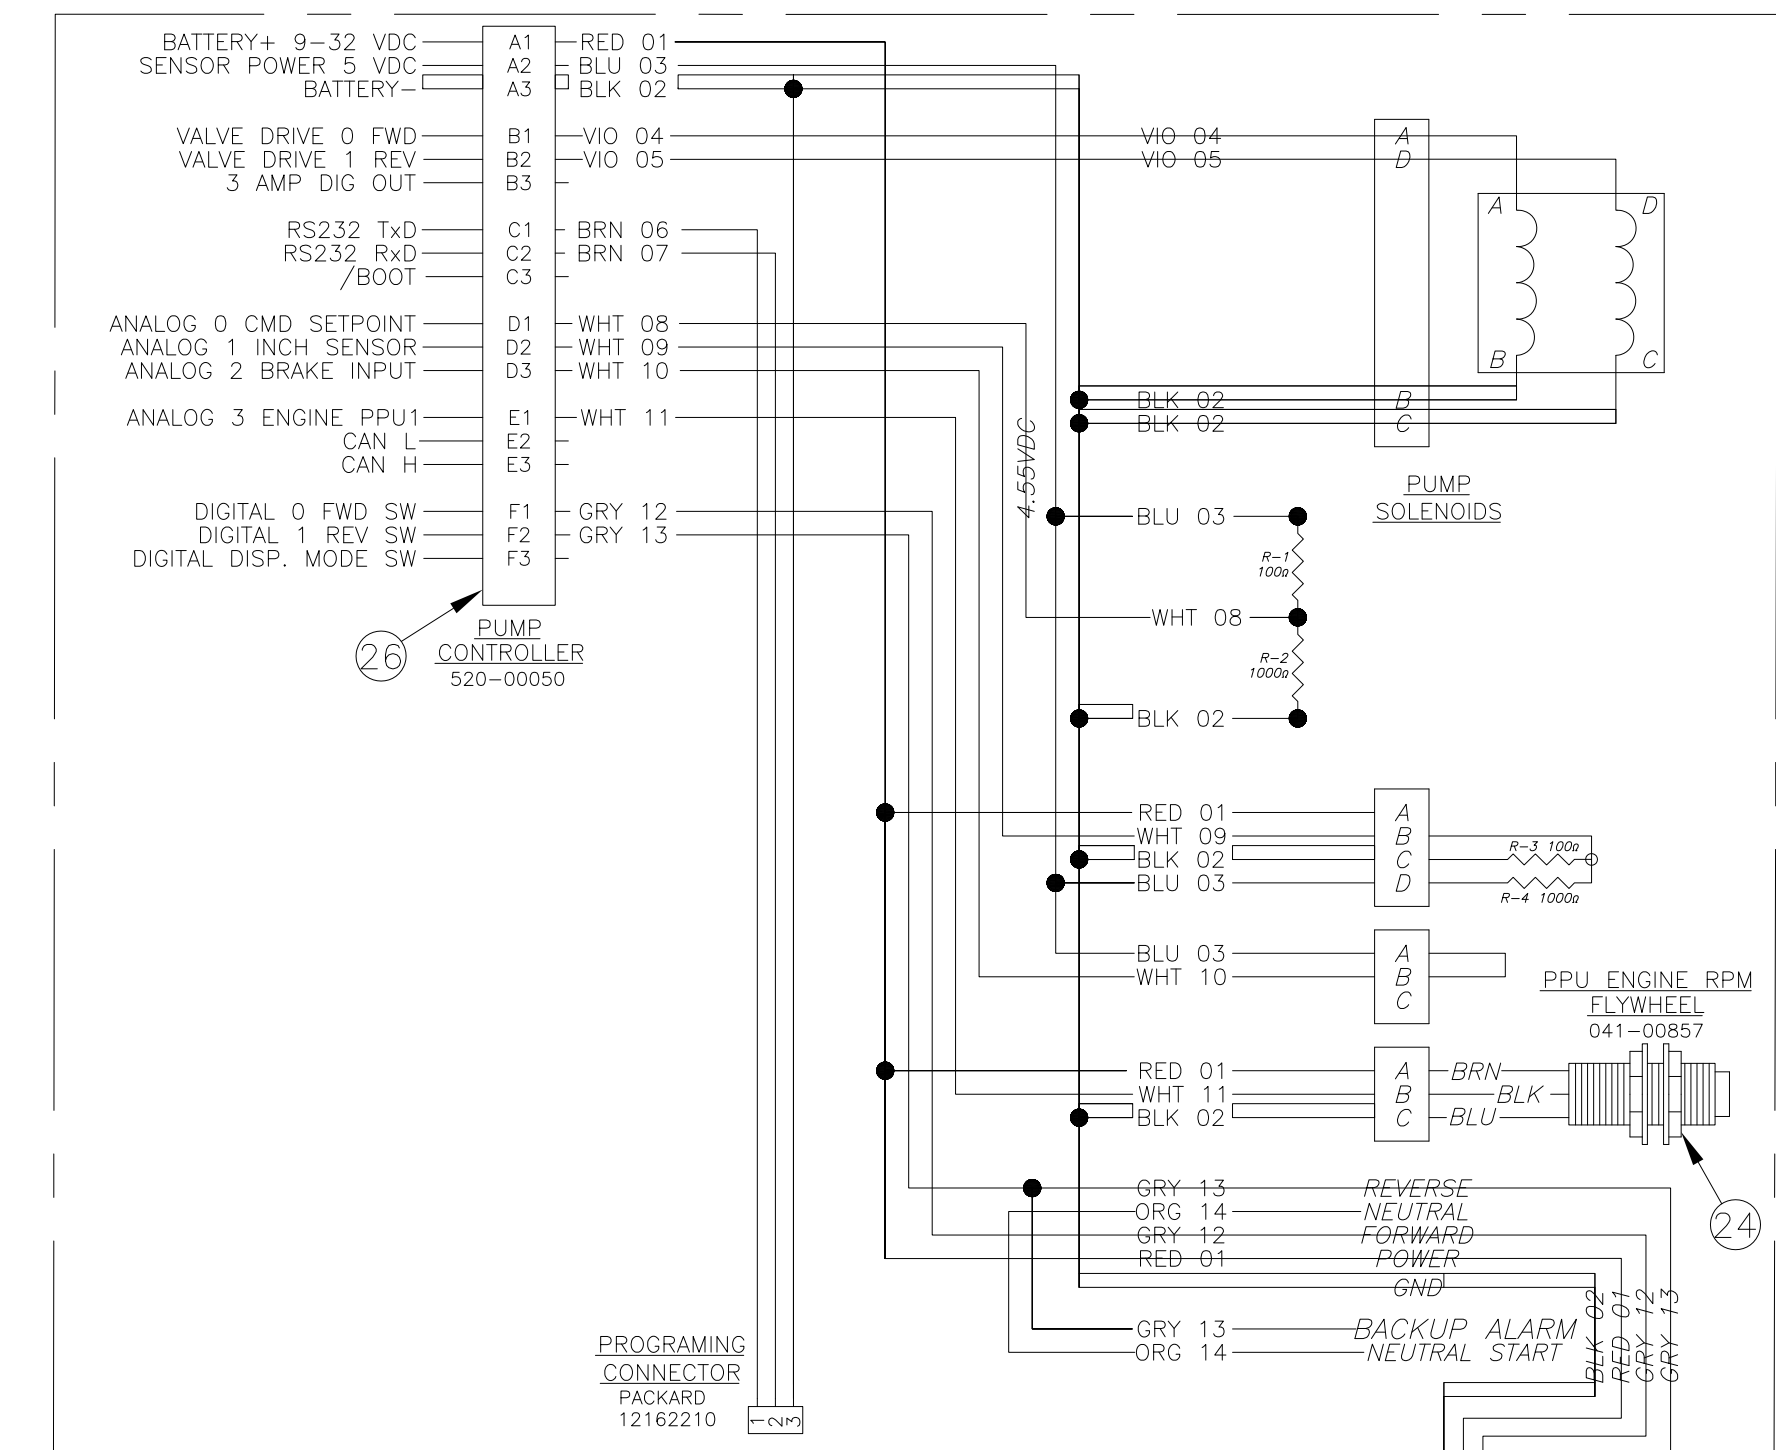 BATTERY+ 9-32 VDC A1 RED 01
SENSOR POWER 5 VDC A2 BLU 03
BATTERY- A3 BLK 02
VALVE DRIVE 0 FWD B1 VIO 04 VIO 04 A
VALVE DRIVE 1 REV B2 VIO 05 VIO 05 D
3 AMP DIG OUT B3
A D
B C
RS232 TxD C1 BRN 06
RS232 RxD C2 BRN 07
/BOOT C3
ANALOG 0 CMD SETPOINT D1 WHT 08
ANALOG 1 INCH SENSOR D2 WHT 09
ANALOG 2 BRAKE INPUT D3 WHT 10
BLK 02 B
BLK 02 C
ANALOG 3 ENGINE PPU1 E1 WHT 11
CAN L E2
CAN H E3
4.55VDC
PUMP
SOLENOIDS
DIGITAL 0 FWD SW F1 GRY 12
DIGITAL 1 REV SW F2 GRY 13
DIGITAL DISP. MODE SW F3
BLU 03
R-1
100Ω
WHT 08
R-2
1000Ω
BLK 02
26
PUMP
CONTROLLER
520-00050
RED 01 A
WHT 09 B
BLK 02 C
BLU 03 D
R-3 100Ω
R-4 1000Ω
BLU 03 A
WHT 10 B
C
PPU ENGINE RPM
FLYWHEEL
041-00857
RED 01 A BRN
WHT 11 B BLK
BLK 02 C BLU
24
GRY 13 REVERSE
ORG 14 NEUTRAL
GRY 12 FORWARD
RED 01 POWER
GND
GRY 13 BACKUP ALARM
ORG 14 NEUTRAL START
BLK 02
RED 01
GRY 12
GRY 13
PROGRAMING
CONNECTOR
PACKARD
12162210
1
2
3